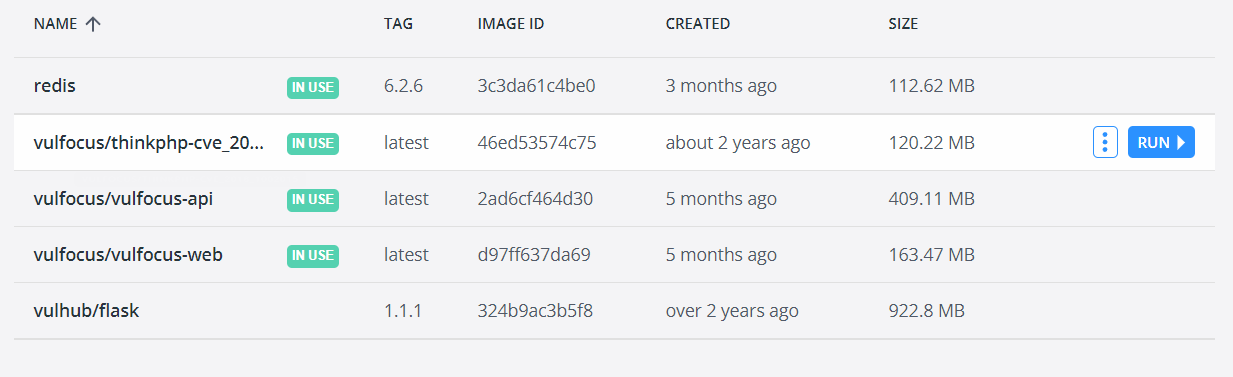 NAME TAG IMAGE ID CREATED SIZE
redis IN USE 6.2.6 3c3da61c4be0 3 months ago 112.62 MB
vulfocus/thinkphp-cve_20... IN USE latest 46ed53574c75 about 2 years ago 120.22 MB RUN
vulfocus/vulfocus-api IN USE latest 2ad6cf464d30 5 months ago 409.11 MB
vulfocus/vulfocus-web IN USE latest d97ff637da69 5 months ago 163.47 MB
vulhub/flask 1.1.1 324b9ac3b5f8 over 2 years ago 922.8 MB